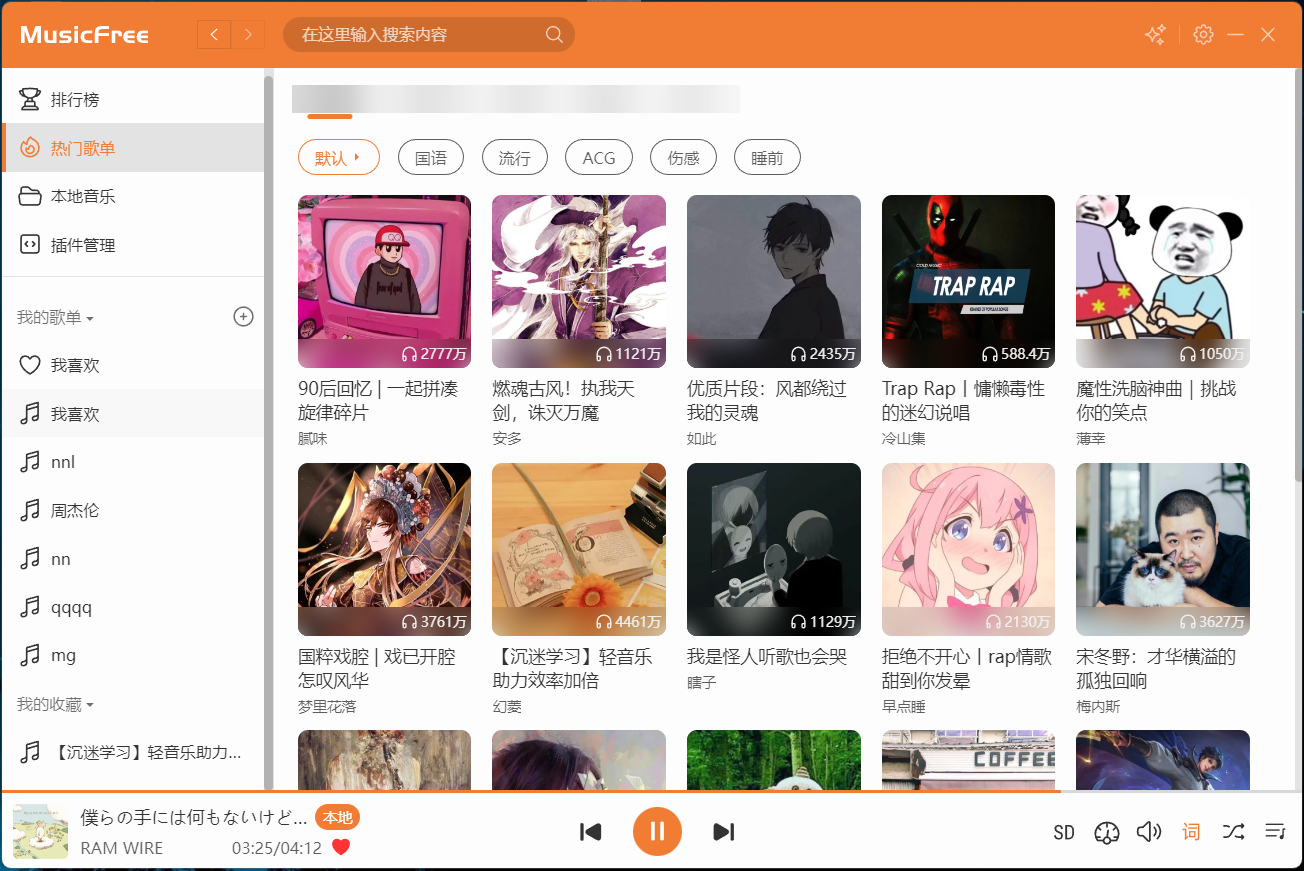 MusicFree
在这里输入搜索内容
排行榜
热门歌单
本地音乐
插件管理
我的歌单
我喜欢
我喜欢
nnl
周杰伦
nn
qqqq
mg
我的收藏
【沉迷学习】轻音乐助力...
默认
国语
流行
ACG
伤感
睡前
2777万
1121万
2435万
TRAP RAP
588.4万
1050万
90后回忆 | 一起拼凑
旋律碎片
腻味
燃魂古风！执我天
剑，诛灭万魔
安多
优质片段：风都绕过
我的灵魂
如此
Trap Rap丨慵懒毒性
的迷幻说唱
冷山集
魔性洗脑神曲 | 挑战
你的笑点
薄幸
3761万
4461万
1129万
2130万
3627万
国粹戏腔 | 戏已开腔
怎叹风华
梦里花落
【沉迷学习】轻音乐
助力效率加倍
幻菱
我是怪人听歌也会哭
瞎子
拒绝不开心丨rap情歌
甜到你发晕
早点睡
宋冬野：才华横溢的
孤独回响
梅内斯
COFFEE
僕らの手には何もないけど...
本地
RAM WIRE
03:25/04:12
SD
词